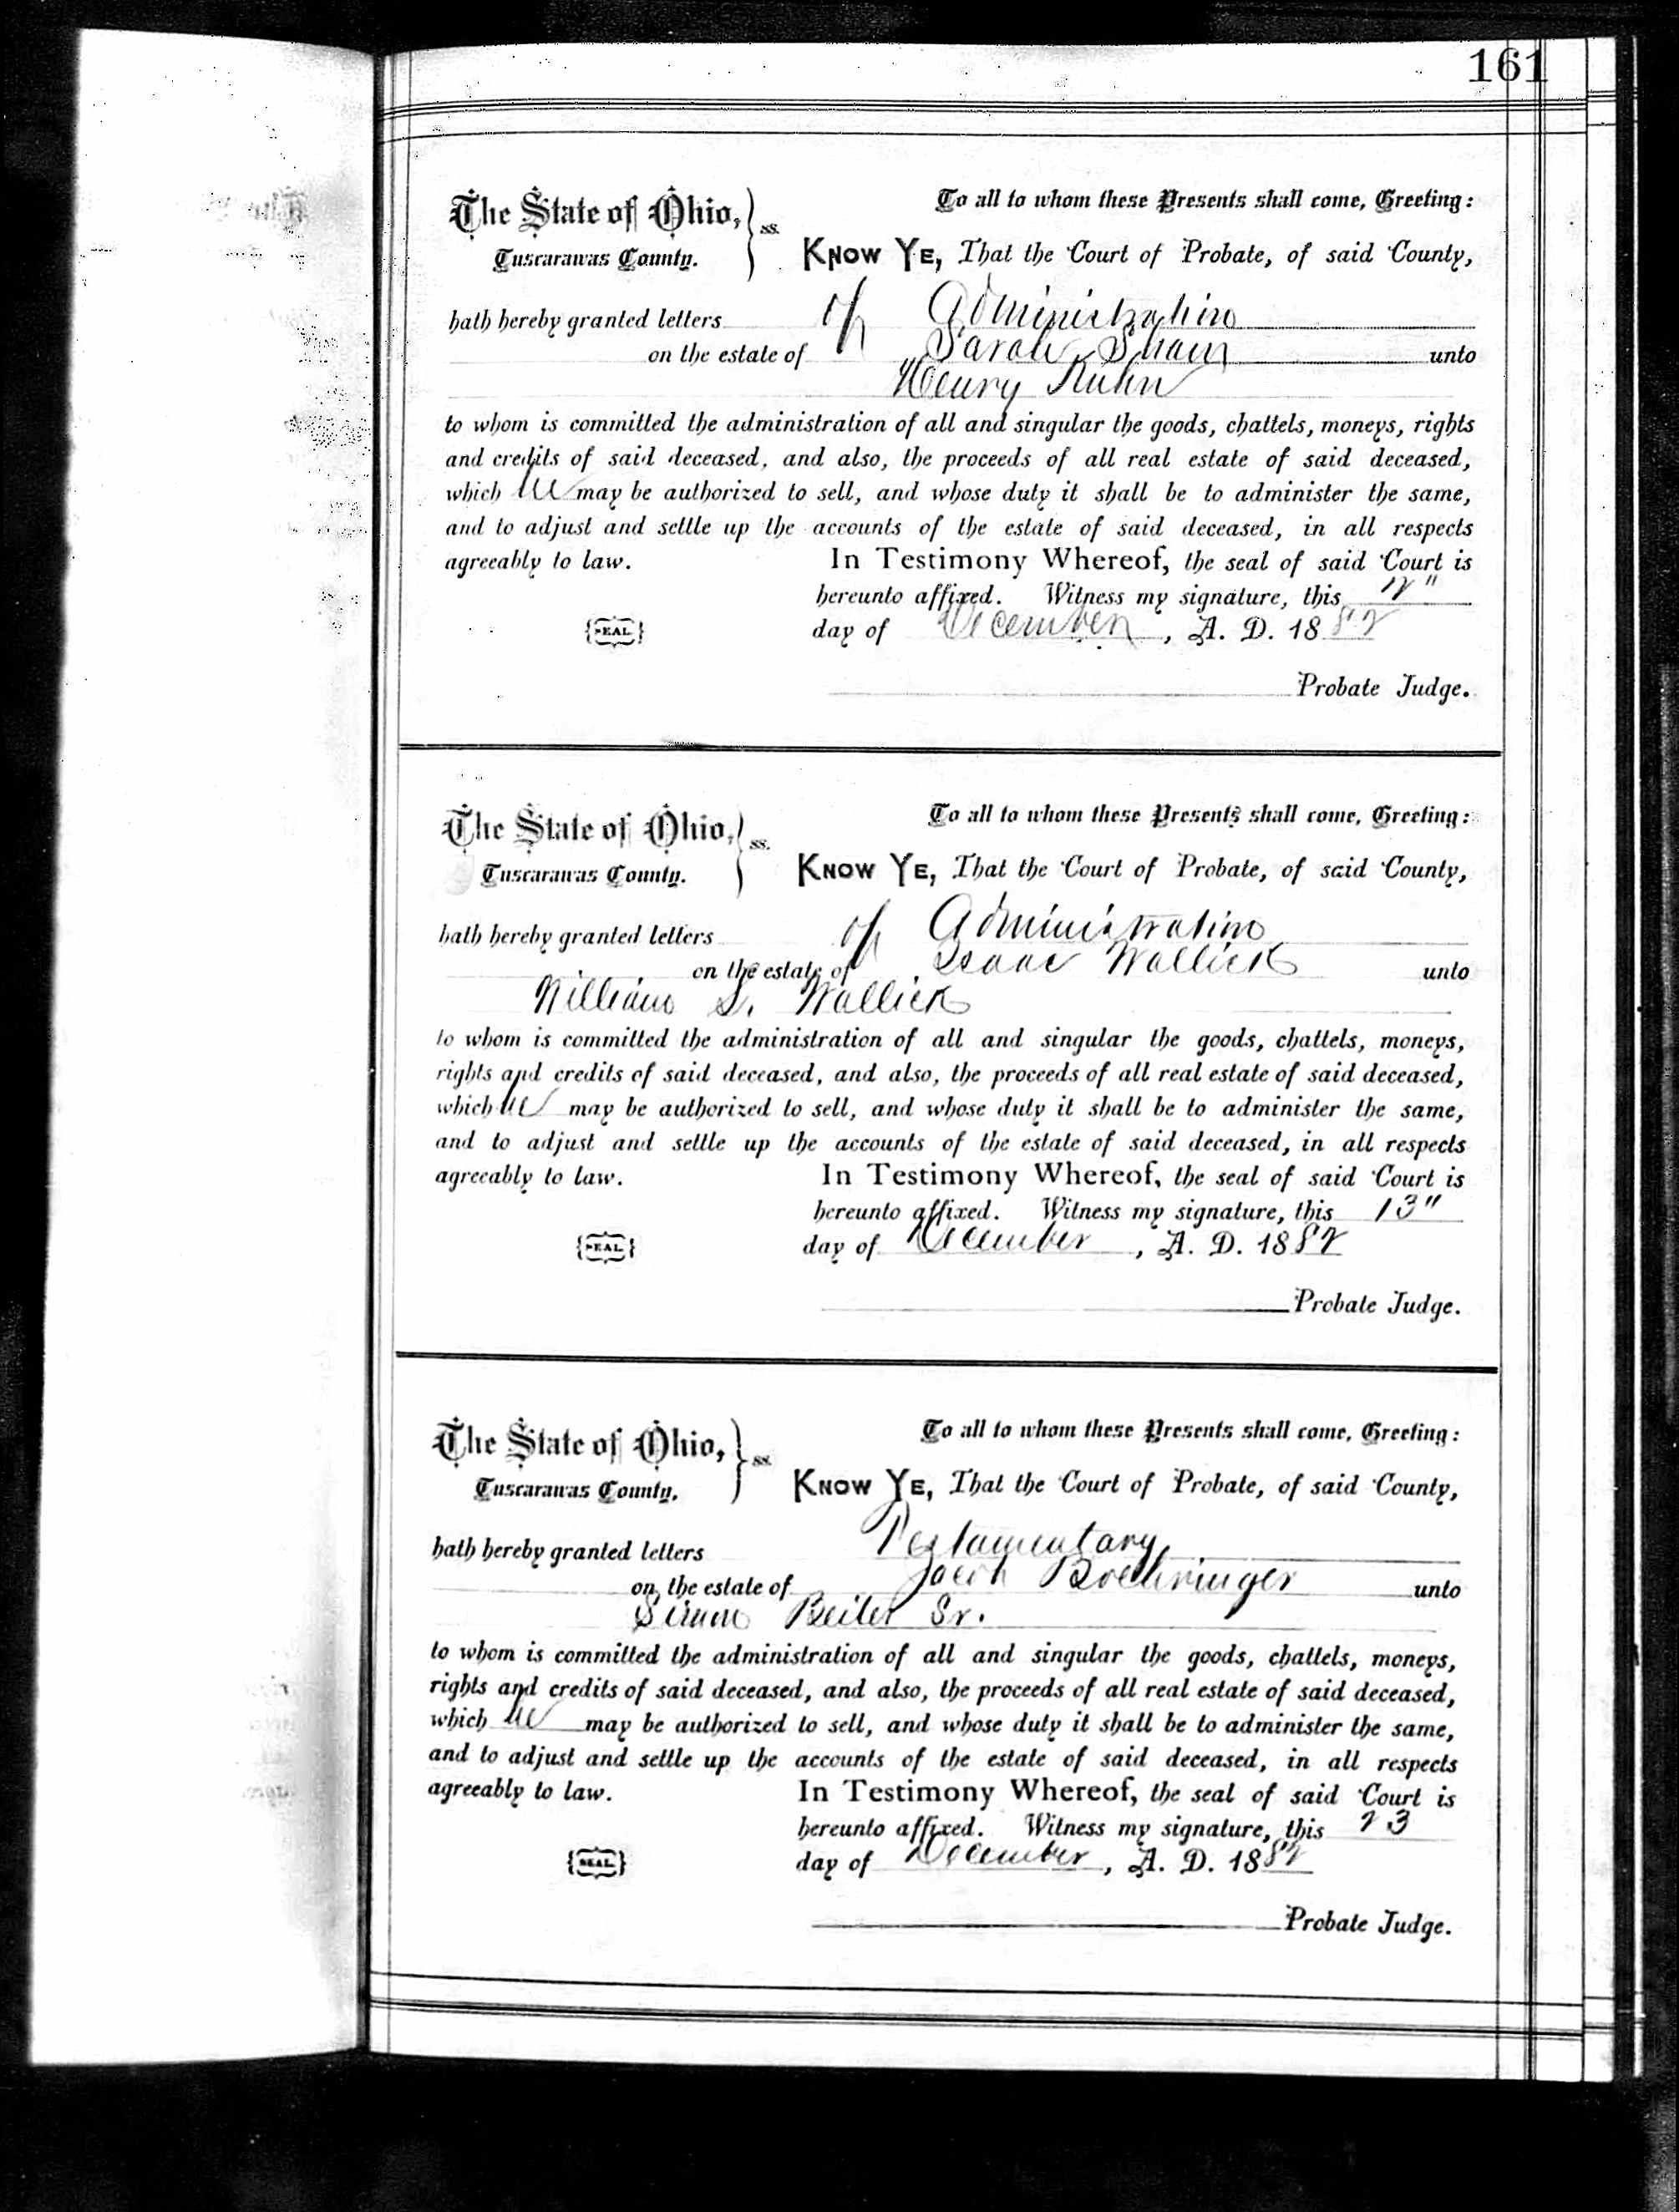 161
The State of Ohio, } ss. To all to whom these Presents shall come, Greeting:
Tuscarawas County. KNOW YE, That the Court of Probate, of said County,
hath hereby granted letters of Administration
on the estate of Sarah unto
Henry Kuhn
to whom is committed the administration of all and singular the goods, chattels, moneys, rights
and credits of said deceased, and also, the proceeds of all real estate of said deceased,
which he may be authorized to sell, and whose duty it shall be to administer the same,
and to adjust and settle up the accounts of the estate of said deceased, in all respects
agreeably to law. In Testimony Whereof, the seal of said Court is
hereunto affixed. Witness my signature, this 12"
{SEAL} day of December, A. D. 1882
Probate Judge.
The State of Ohio, } ss. To all to whom these Presents shall come, Greeting:
Tuscarawas County. KNOW YE, That the Court of Probate, of said County,
hath hereby granted letters of Administration
on the estate of Isaac Wallick unto
William S. Wallick
to whom is committed the administration of all and singular the goods, chattels, moneys,
rights and credits of said deceased, and also, the proceeds of all real estate of said deceased,
which he may be authorized to sell, and whose duty it shall be to administer the same,
and to adjust and settle up the accounts of the estate of said deceased, in all respects
agreeably to law. In Testimony Whereof, the seal of said Court is
hereunto affixed. Witness my signature, this 13"
{SEAL} day of December, A. D. 1882
Probate Judge.
The State of Ohio, } ss. To all to whom these Presents shall come, Greeting:
Tuscarawas County. KNOW YE, That the Court of Probate, of said County,
hath hereby granted letters Testamentary
on the estate of Jacob Boehringer unto
Simon Beiter Sr.
to whom is committed the administration of all and singular the goods, chattels, moneys,
rights and credits of said deceased, and also, the proceeds of all real estate of said deceased,
which he may be authorized to sell, and whose duty it shall be to administer the same,
and to adjust and settle up the accounts of the estate of said deceased, in all respects
agreeably to law. In Testimony Whereof, the seal of said Court is
hereunto affixed. Witness my signature, this 23
{SEAL} day of December, A. D. 1882
Probate Judge.